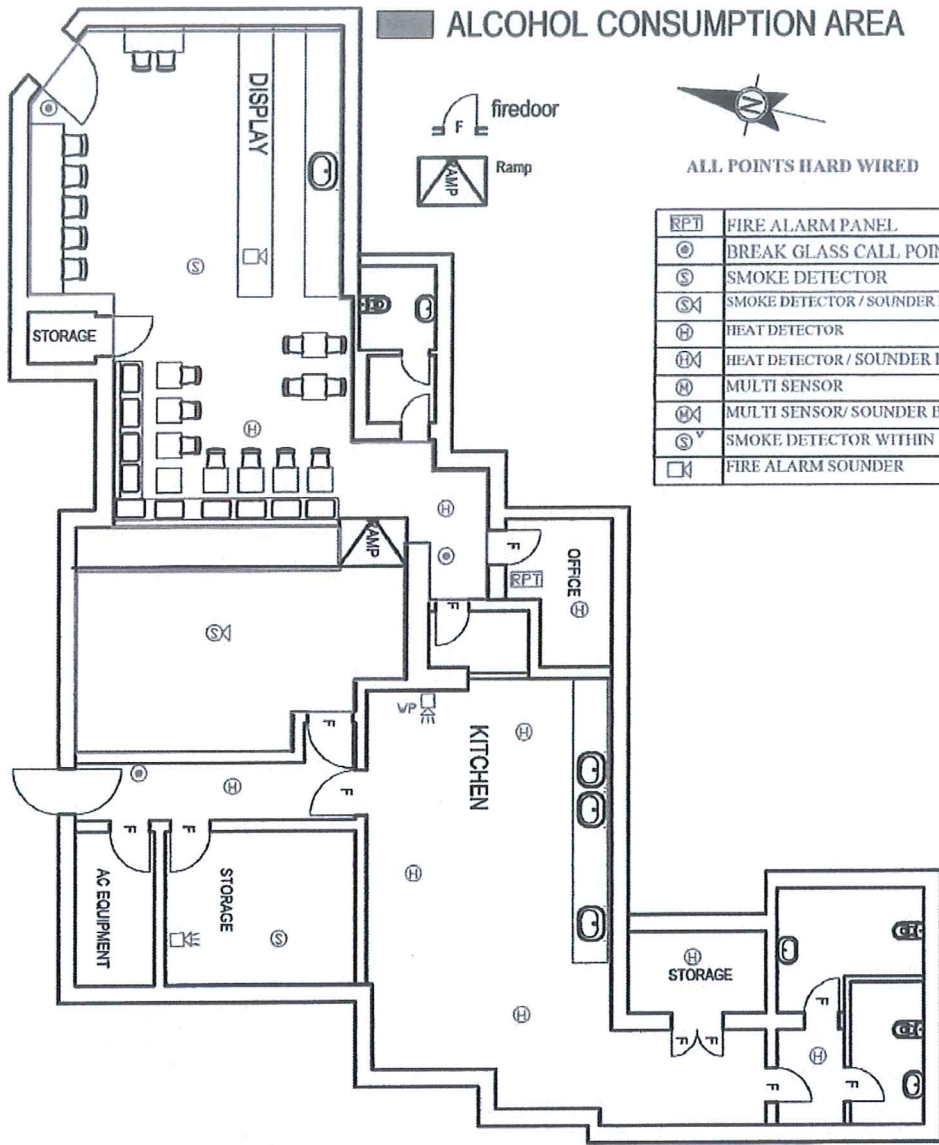 ALCOHOL CONSUMPTION AREA
firedoor
F
N
RAMP
Ramp
ALL POINTS HARD WIRED
RPT FIRE ALARM PANEL
BREAK GLASS CALL POIN
S SMOKE DETECTOR
S SMOKE DETECTOR / SOUNDER
H HEAT DETECTOR
H HEAT DETECTOR / SOUNDER
M MULTI SENSOR
M MULTI SENSOR/ SOUNDER
S V SMOKE DETECTOR WITHIN
FIRE ALARM SOUNDER
DISPLAY
S
STORAGE
H
H
RAMP
F
OFFICE
RPT
H
F
S
WP
KITCHEN
H
F
H
F
F
F
H
AC EQUIPMENT
STORAGE
S
H
STORAGE
H
F
F
F
H
F
F